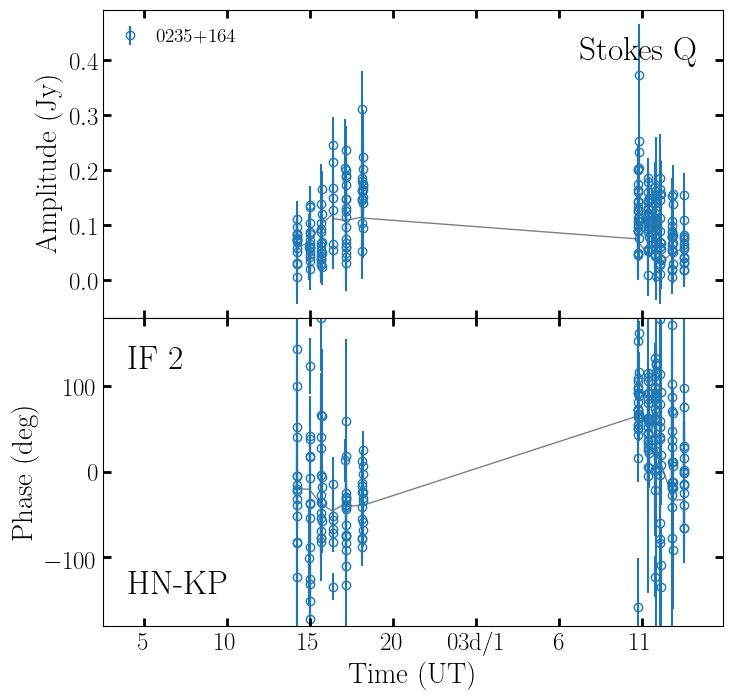 0235+164
Stokes Q
Amplitude (Jy)
0.4
0.3
0.2
0.1
0.0
IF 2
HN-KP
Phase (deg)
100
0
−100
5 10 15 20 03d/1 6 11
Time (UT)